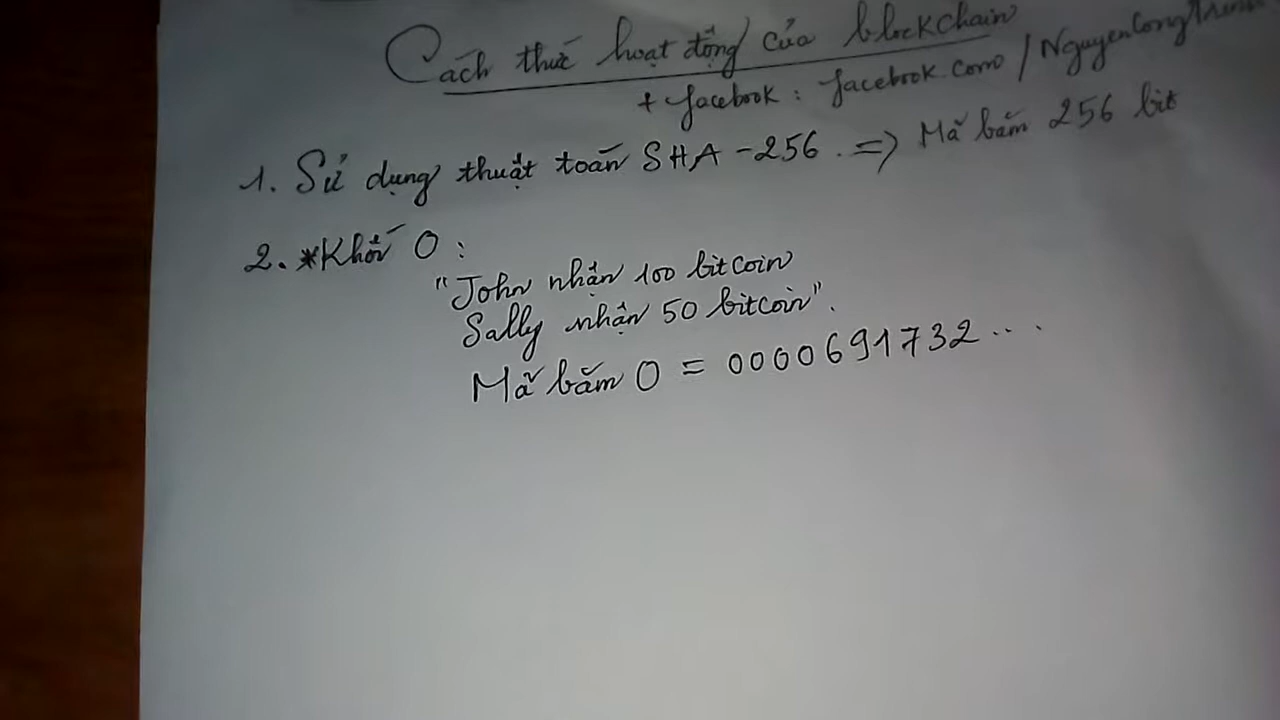 Cách thức hoạt động của blockchain
+ facebook: facebook.com/NguyenCongTrinh
1. Sử dụng thuật toán SHA-256. => Mã băm 256 bit
2. *Khối 0:
"John nhận 100 bitcoin
Sally nhận 50 bitcoin".
Mã băm 0 = 0000691732...